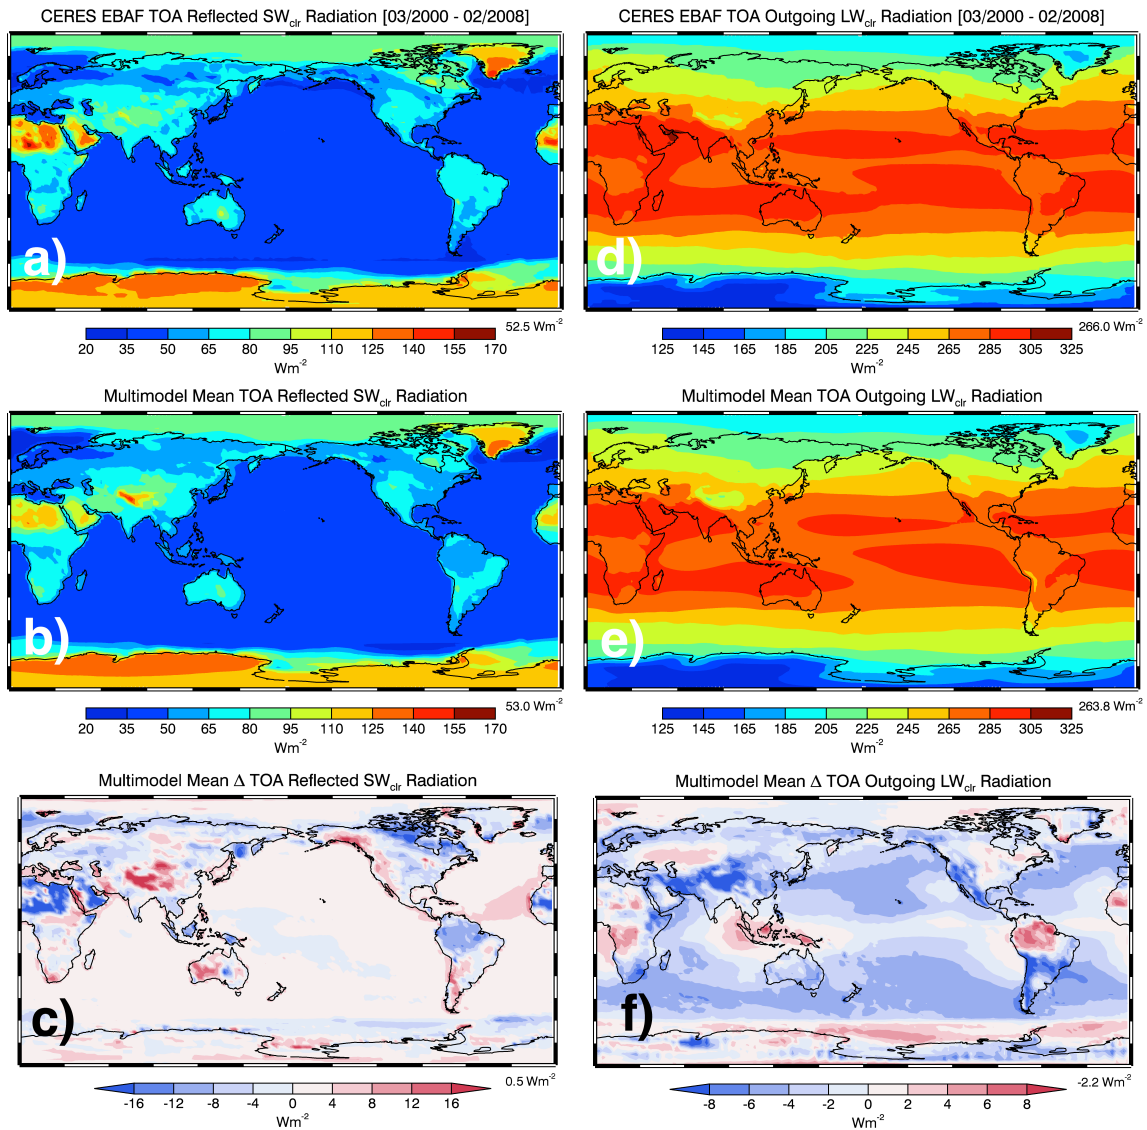 CERES EBAF TOA Reflected SWclr Radiation [03/2000 - 02/2008]
CERES EBAF TOA Outgoing LWclr Radiation [03/2000 - 02/2008]
a)
d)
52.5 Wm-2
266.0 Wm-2
20 35 50 65 80 95 110 125 140 155 170
125 145 165 185 205 225 245 265 285 305 325
Wm-2
Wm-2
Multimodel Mean TOA Reflected SWclr Radiation
Multimodel Mean TOA Outgoing LWclr Radiation
b)
e)
53.0 Wm-2
263.8 Wm-2
20 35 50 65 80 95 110 125 140 155 170
125 145 165 185 205 225 245 265 285 305 325
Wm-2
Wm-2
Multimodel Mean Δ TOA Reflected SWclr Radiation
Multimodel Mean Δ TOA Outgoing LWclr Radiation
c)
f)
0.5 Wm-2
-2.2 Wm-2
-16 -12 -8 -4 0 4 8 12 16
-8 -6 -4 -2 0 2 4 6 8
Wm-2
Wm-2